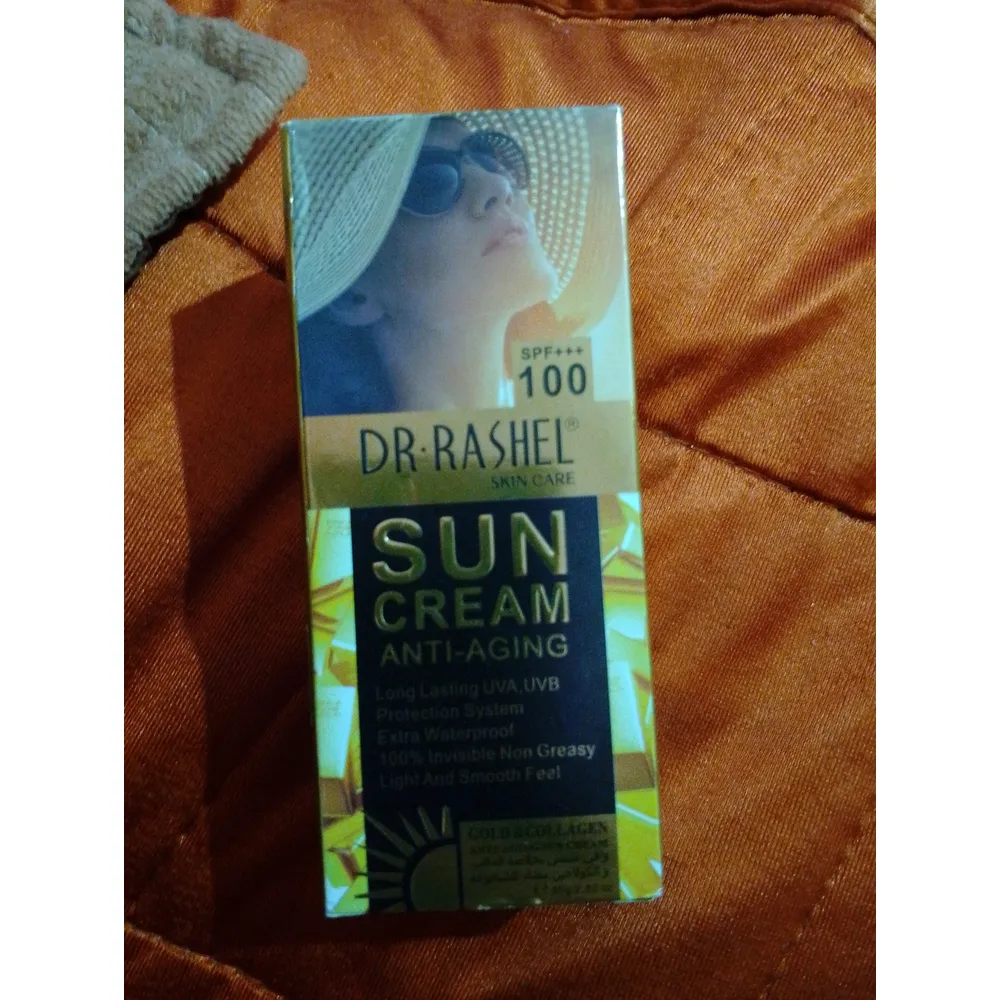 SPF+++
100
DR·RASHEL®
SKIN CARE
SUN
CREAM
ANTI-AGING
Long Lasting UVA,UVB
Protection System
Extra Waterproof
100% Invisible Non Greasy
Light And Smooth Feel
GOLD & COLLAGEN